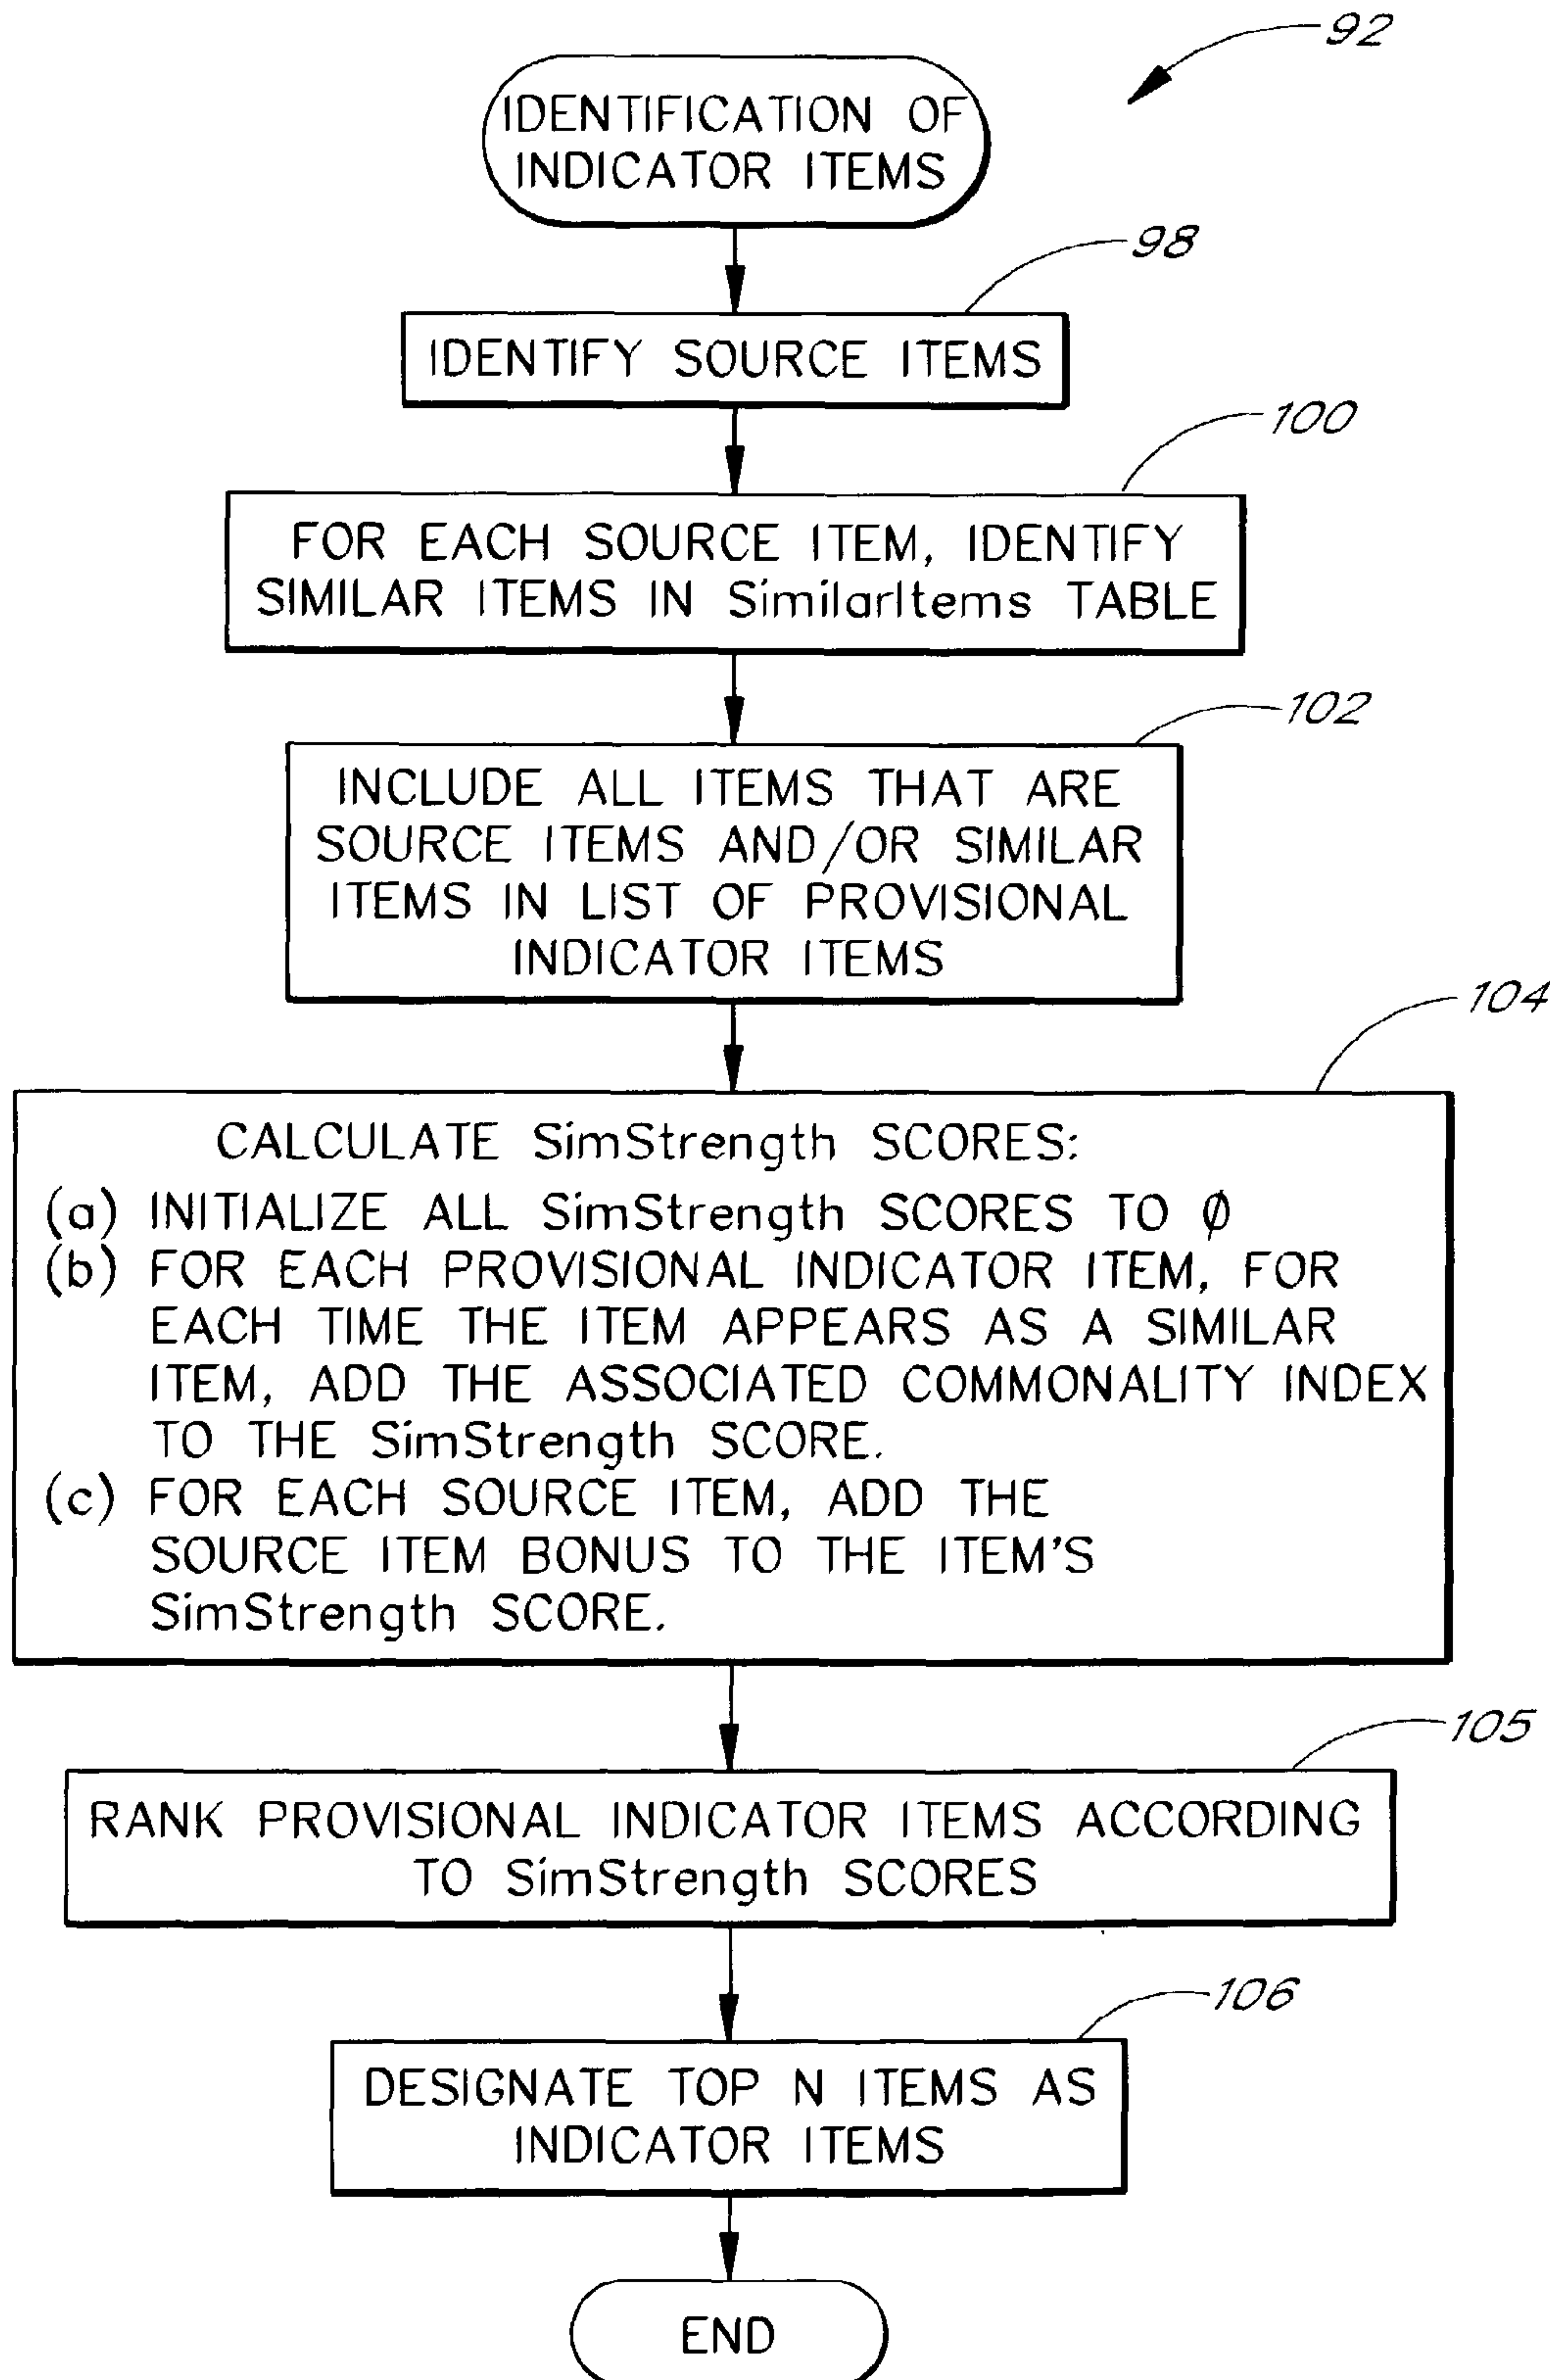 92
IDENTIFICATION OF
INDICATOR ITEMS
98
IDENTIFY SOURCE ITEMS
100
FOR EACH SOURCE ITEM, IDENTIFY
SIMILAR ITEMS IN SimilarItems TABLE
102
INCLUDE ALL ITEMS THAT ARE
SOURCE ITEMS AND/OR SIMILAR
ITEMS IN LIST OF PROVISIONAL
INDICATOR ITEMS
104
CALCULATE SimStrength SCORES:
(a) INITIALIZE ALL SimStrength SCORES TO Ø
(b) FOR EACH PROVISIONAL INDICATOR ITEM, FOR
EACH TIME THE ITEM APPEARS AS A SIMILAR
ITEM, ADD THE ASSOCIATED COMMONALITY INDEX
TO THE SimStrength SCORE.
(c) FOR EACH SOURCE ITEM, ADD THE
SOURCE ITEM BONUS TO THE ITEM'S
SimStrength SCORE.
105
RANK PROVISIONAL INDICATOR ITEMS ACCORDING
TO SimStrength SCORES
106
DESIGNATE TOP N ITEMS AS
INDICATOR ITEMS
END